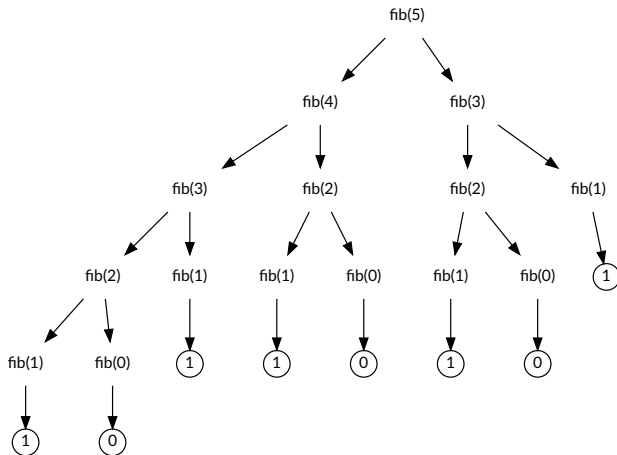 fib(5)
fib(4) fib(3)
fib(3) fib(2) fib(2) fib(1)
fib(2) fib(1) fib(1) fib(0) fib(1) fib(0) 1
fib(1) fib(0) 1 1 0 1 0
1 0